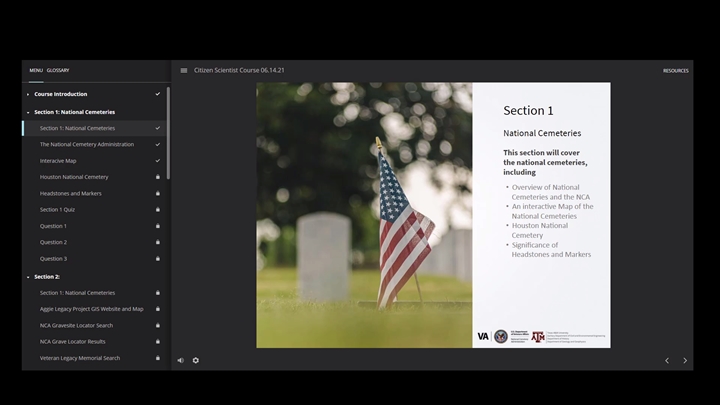 MENU GLOSSARY
Citizen Scientist Course 06.14.21
RESOURCES
Course Introduction
Section 1: National Cemeteries
Section 1: National Cemeteries
The National Cemetery Administration
Interacive Map
Houston National Cemetery
Headstones and Markers
Section 1 Quiz
Question 1
Question 2
Question 3
Section 2:
Section 1: National Cemeteries
Aggie Legacy Project GIS Website and Map
NCA Gravesite Locator Search
NCA Grave Locator Results
Veteran Legacy Memorial Search
Section 1
National Cemeteries
This section will cover
the national cemeteries,
including
• Overview of National
Cemeteries and the NCA
• An interactive Map of the
National Cemeteries
• Houston National
Cemetery
• Significance of
Headstones and Markers
VA